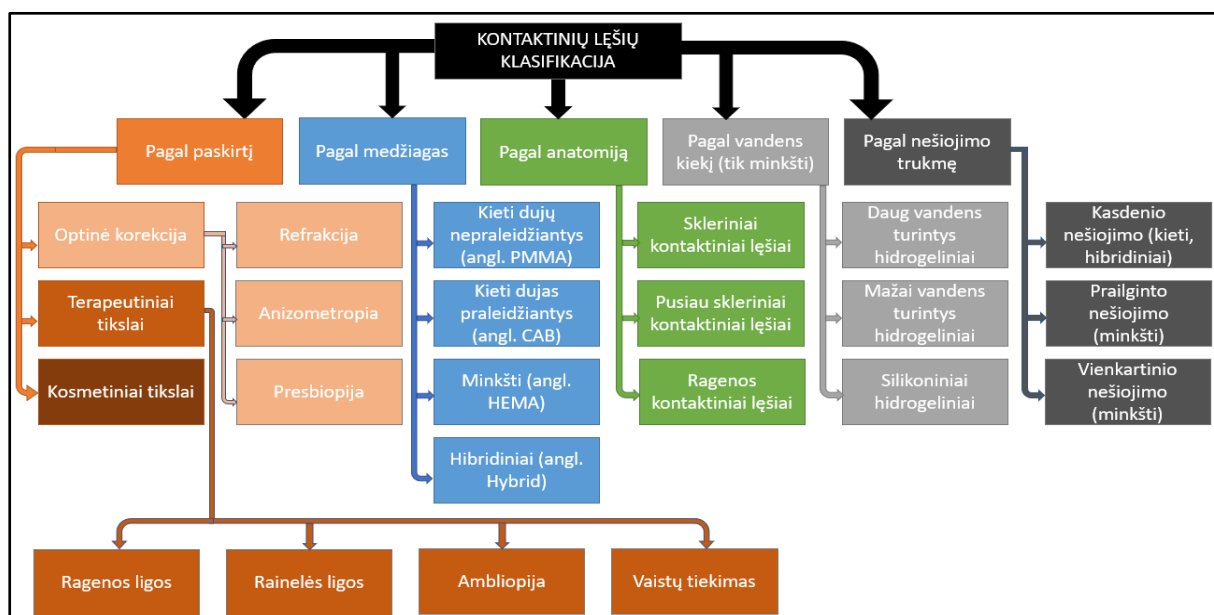 KONTAKTINIŲ LĘŠIŲ
KLASIFIKACIJA
Pagal paskirtį
Pagal medžiagas
Pagal anatomiją
Pagal vandens
kiekį (tik minkšti)
Pagal nešiojimo
trukmę
Optinė korekcija
Refrakcija
Kieti dujų
nepraleidžiantys
(angl. PMMA)
Skleriniai
kontaktiniai lęšiai
Daug vandens
turintys
hidrogeliniai
Kasdenio
nešiojimo (kieti,
hibridiniai)
Terapeutiniai
tikslai
Anizometropia
Kieti dujas
praleidžiantys
(angl. CAB)
Pusiau skleriniai
kontaktiniai lęšiai
Mažai vandens
turintys
hidrogeliniai
Prailginto
nešiojimo
(minkšti)
Kosmetiniai tikslai
Presbiopija
Minkšti (angl.
HEMA)
Ragenos
kontaktiniai lęšiai
Silikoniniai
hidrogeliniai
Vienkartinio
nešiojimo
(minkšti)
Hibridiniai (angl.
Hybrid)
Ragenos ligos
Rainelės ligos
Ambliopija
Vaistų tiekimas